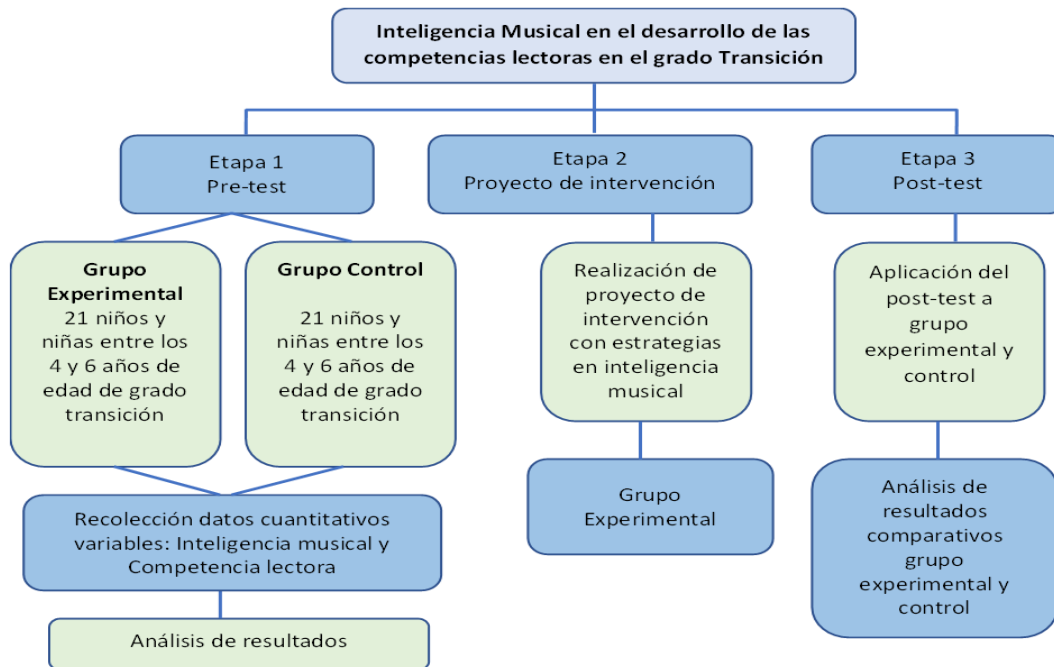 Inteligencia Musical en el desarrollo de las
competencias lectoras en el grado Transición
Etapa 1
Pre-test
Etapa 2
Proyecto de intervención
Etapa 3
Post-test
Grupo
Experimental
21 niños y
niñas entre los
4 y 6 años de
edad de grado
transición
Grupo Control
21 niños y
niñas entre los
4 y 6 años de
edad de grado
transición
Realización de
proyecto de
intervención
con estrategias
en inteligencia
musical
Aplicación del
post-test a
grupo
experimental y
control
Recolección datos cuantitativos
variables: Inteligencia musical y
Competencia lectora
Grupo
Experimental
Análisis de
resultados
comparativos
grupo
experimental y
control
Análisis de resultados